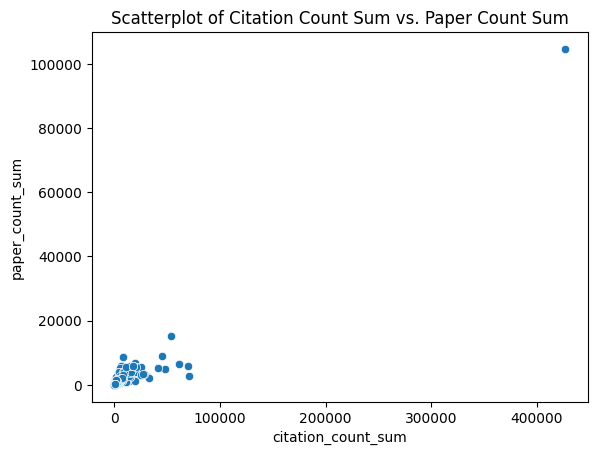 Scatterplot of Citation Count Sum vs. Paper Count Sum
100000
80000
60000
40000
20000
0
paper_count_sum
0 100000 200000 300000 400000
citation_count_sum